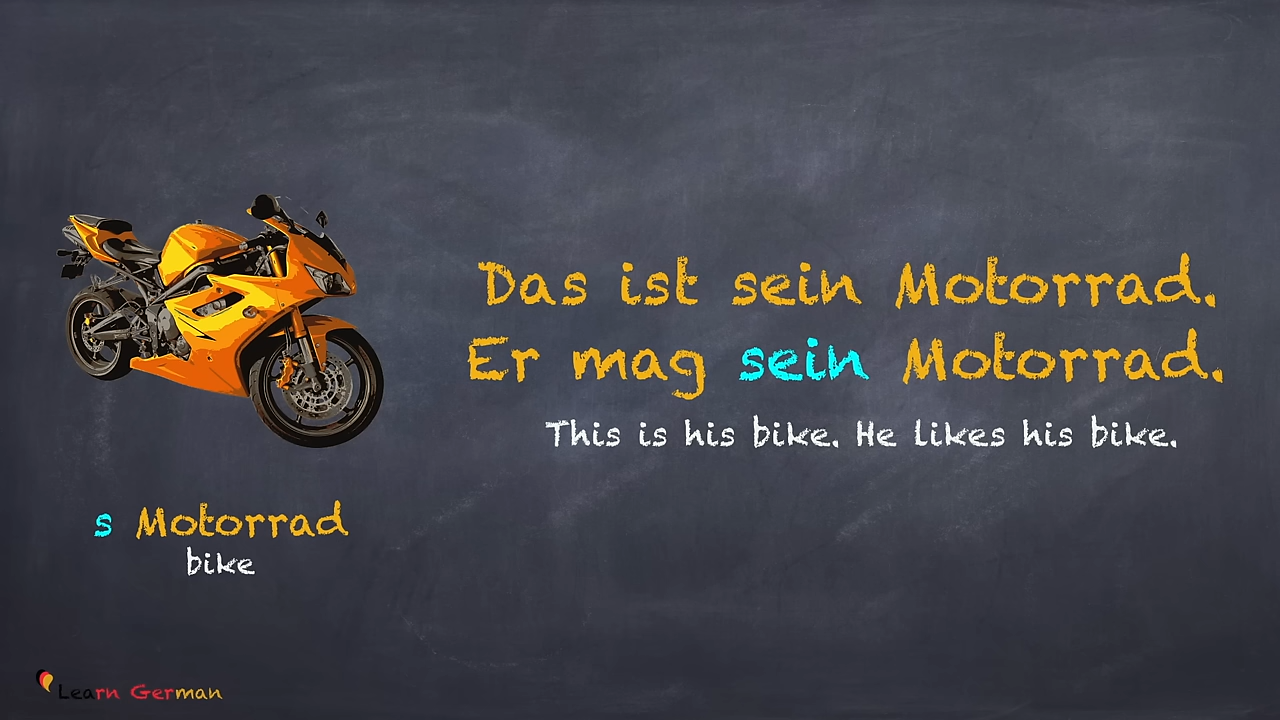 Das ist sein Motorrad.
Er mag sein Motorrad.
This is his bike. He likes his bike.
s Motorrad
bike
Learn German